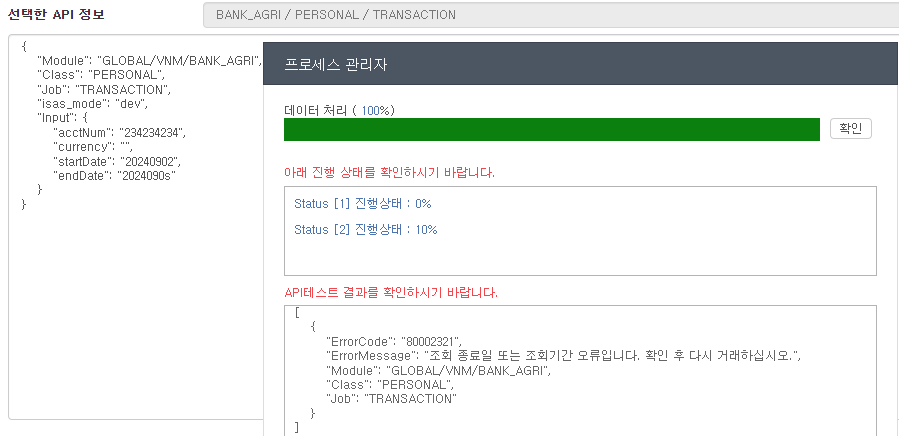 선택한 API 정보
BANK_AGRI / PERSONAL / TRANSACTION
{
"Module": "GLOBAL/VNM/BANK_AGRI",
"Class": "PERSONAL",
"Job": "TRANSACTION",
"isas_mode": "dev",
"Input": {
"acctNum": "234234234",
"currency": "",
"startDate": "20240902",
"endDate": "2024090s"
}
}
프로세스 관리자
데이터 처리 ( 100%)
확인
아래 진행 상태를 확인하시기 바랍니다.
Status [1] 진행상태 : 0%
Status [2] 진행상태 : 10%
API테스트 결과를 확인하시기 바랍니다.
[
{
"ErrorCode": "80002321",
"ErrorMessage": "조회 종료일 또는 조회기간 오류입니다. 확인 후 다시 거래하십시오.",
"Module": "GLOBAL/VNM/BANK_AGRI",
"Class": "PERSONAL",
"Job": "TRANSACTION"
}
]